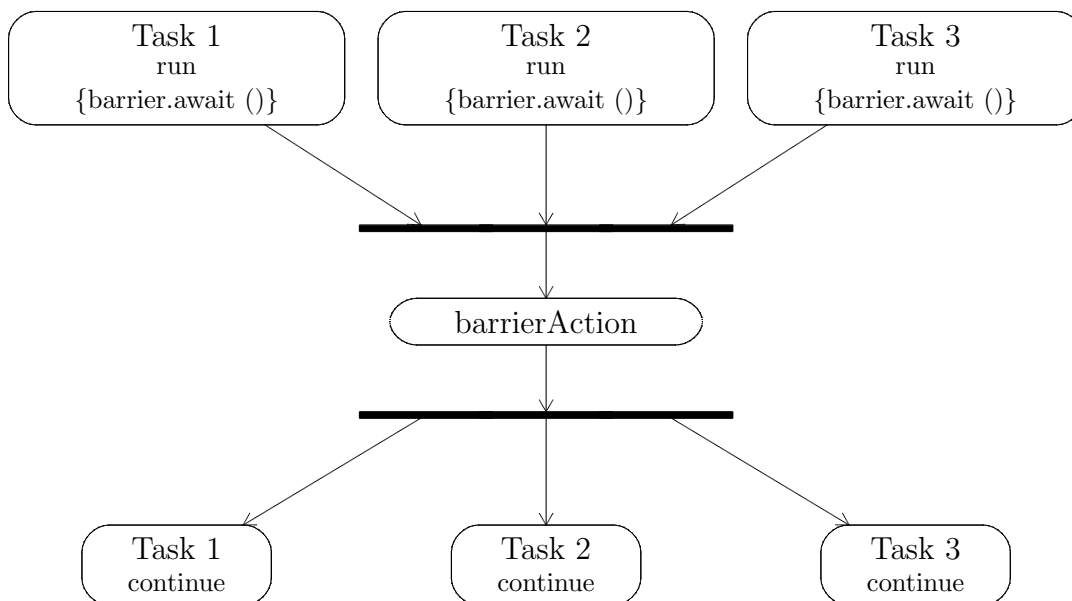 Task 1
run
{barrier.await ()}
Task 2
run
{barrier.await ()}
Task 3
run
{barrier.await ()}
barrierAction
Task 1
continue
Task 2
continue
Task 3
continue